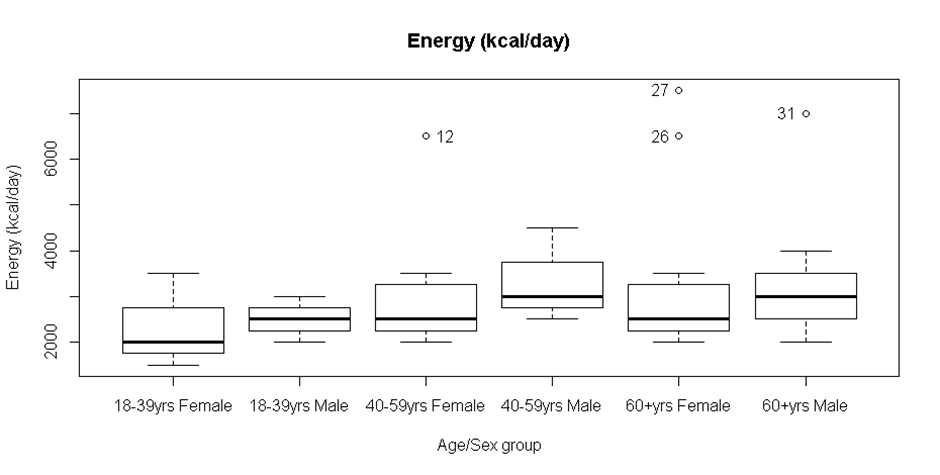 Energy (kcal/day)
Energy (kcal/day)
6000
4000
2000
27
26
12
31
18-39yrs Female
18-39yrs Male
40-59yrs Female
40-59yrs Male
60+yrs Female
60+yrs Male
Age/Sex group